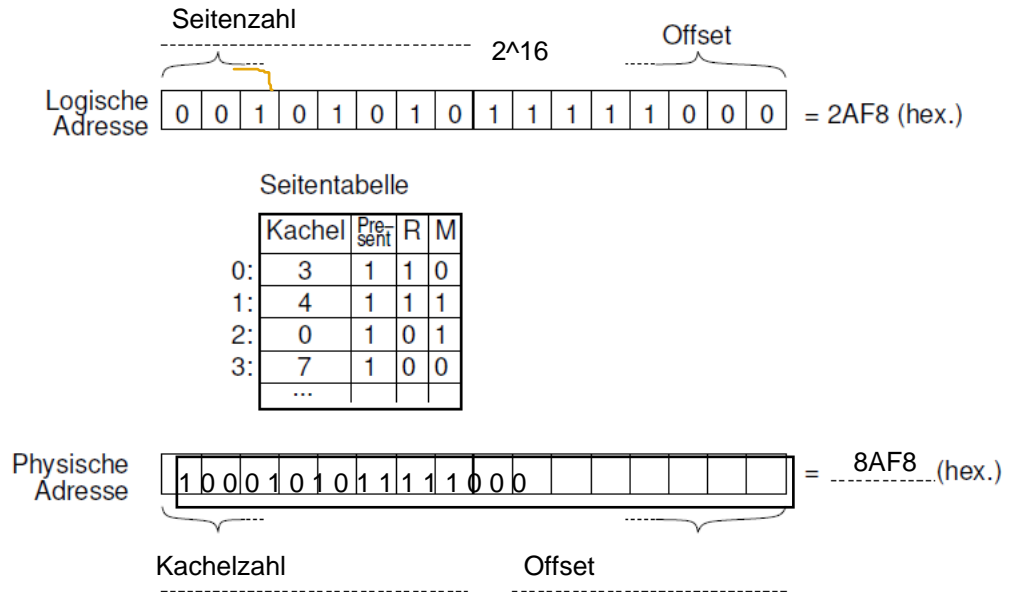 Seitenzahl
2^16
Offset
Logische Adresse 0 0 1 0 1 0 1 0 1 1 1 1 1 0 0 0 = 2AF8 (hex.)
Seitentabelle
Kachel Pre-sent R M
0: 3 1 1 0
1: 4 1 1 1
2: 0 1 0 1
3: 7 1 0 0
...
Physische Adresse 1 0 0 0 1 0 1 0 1 1 1 1 1 0 0 0 = 8AF8 (hex.)
Kachelzahl
Offset